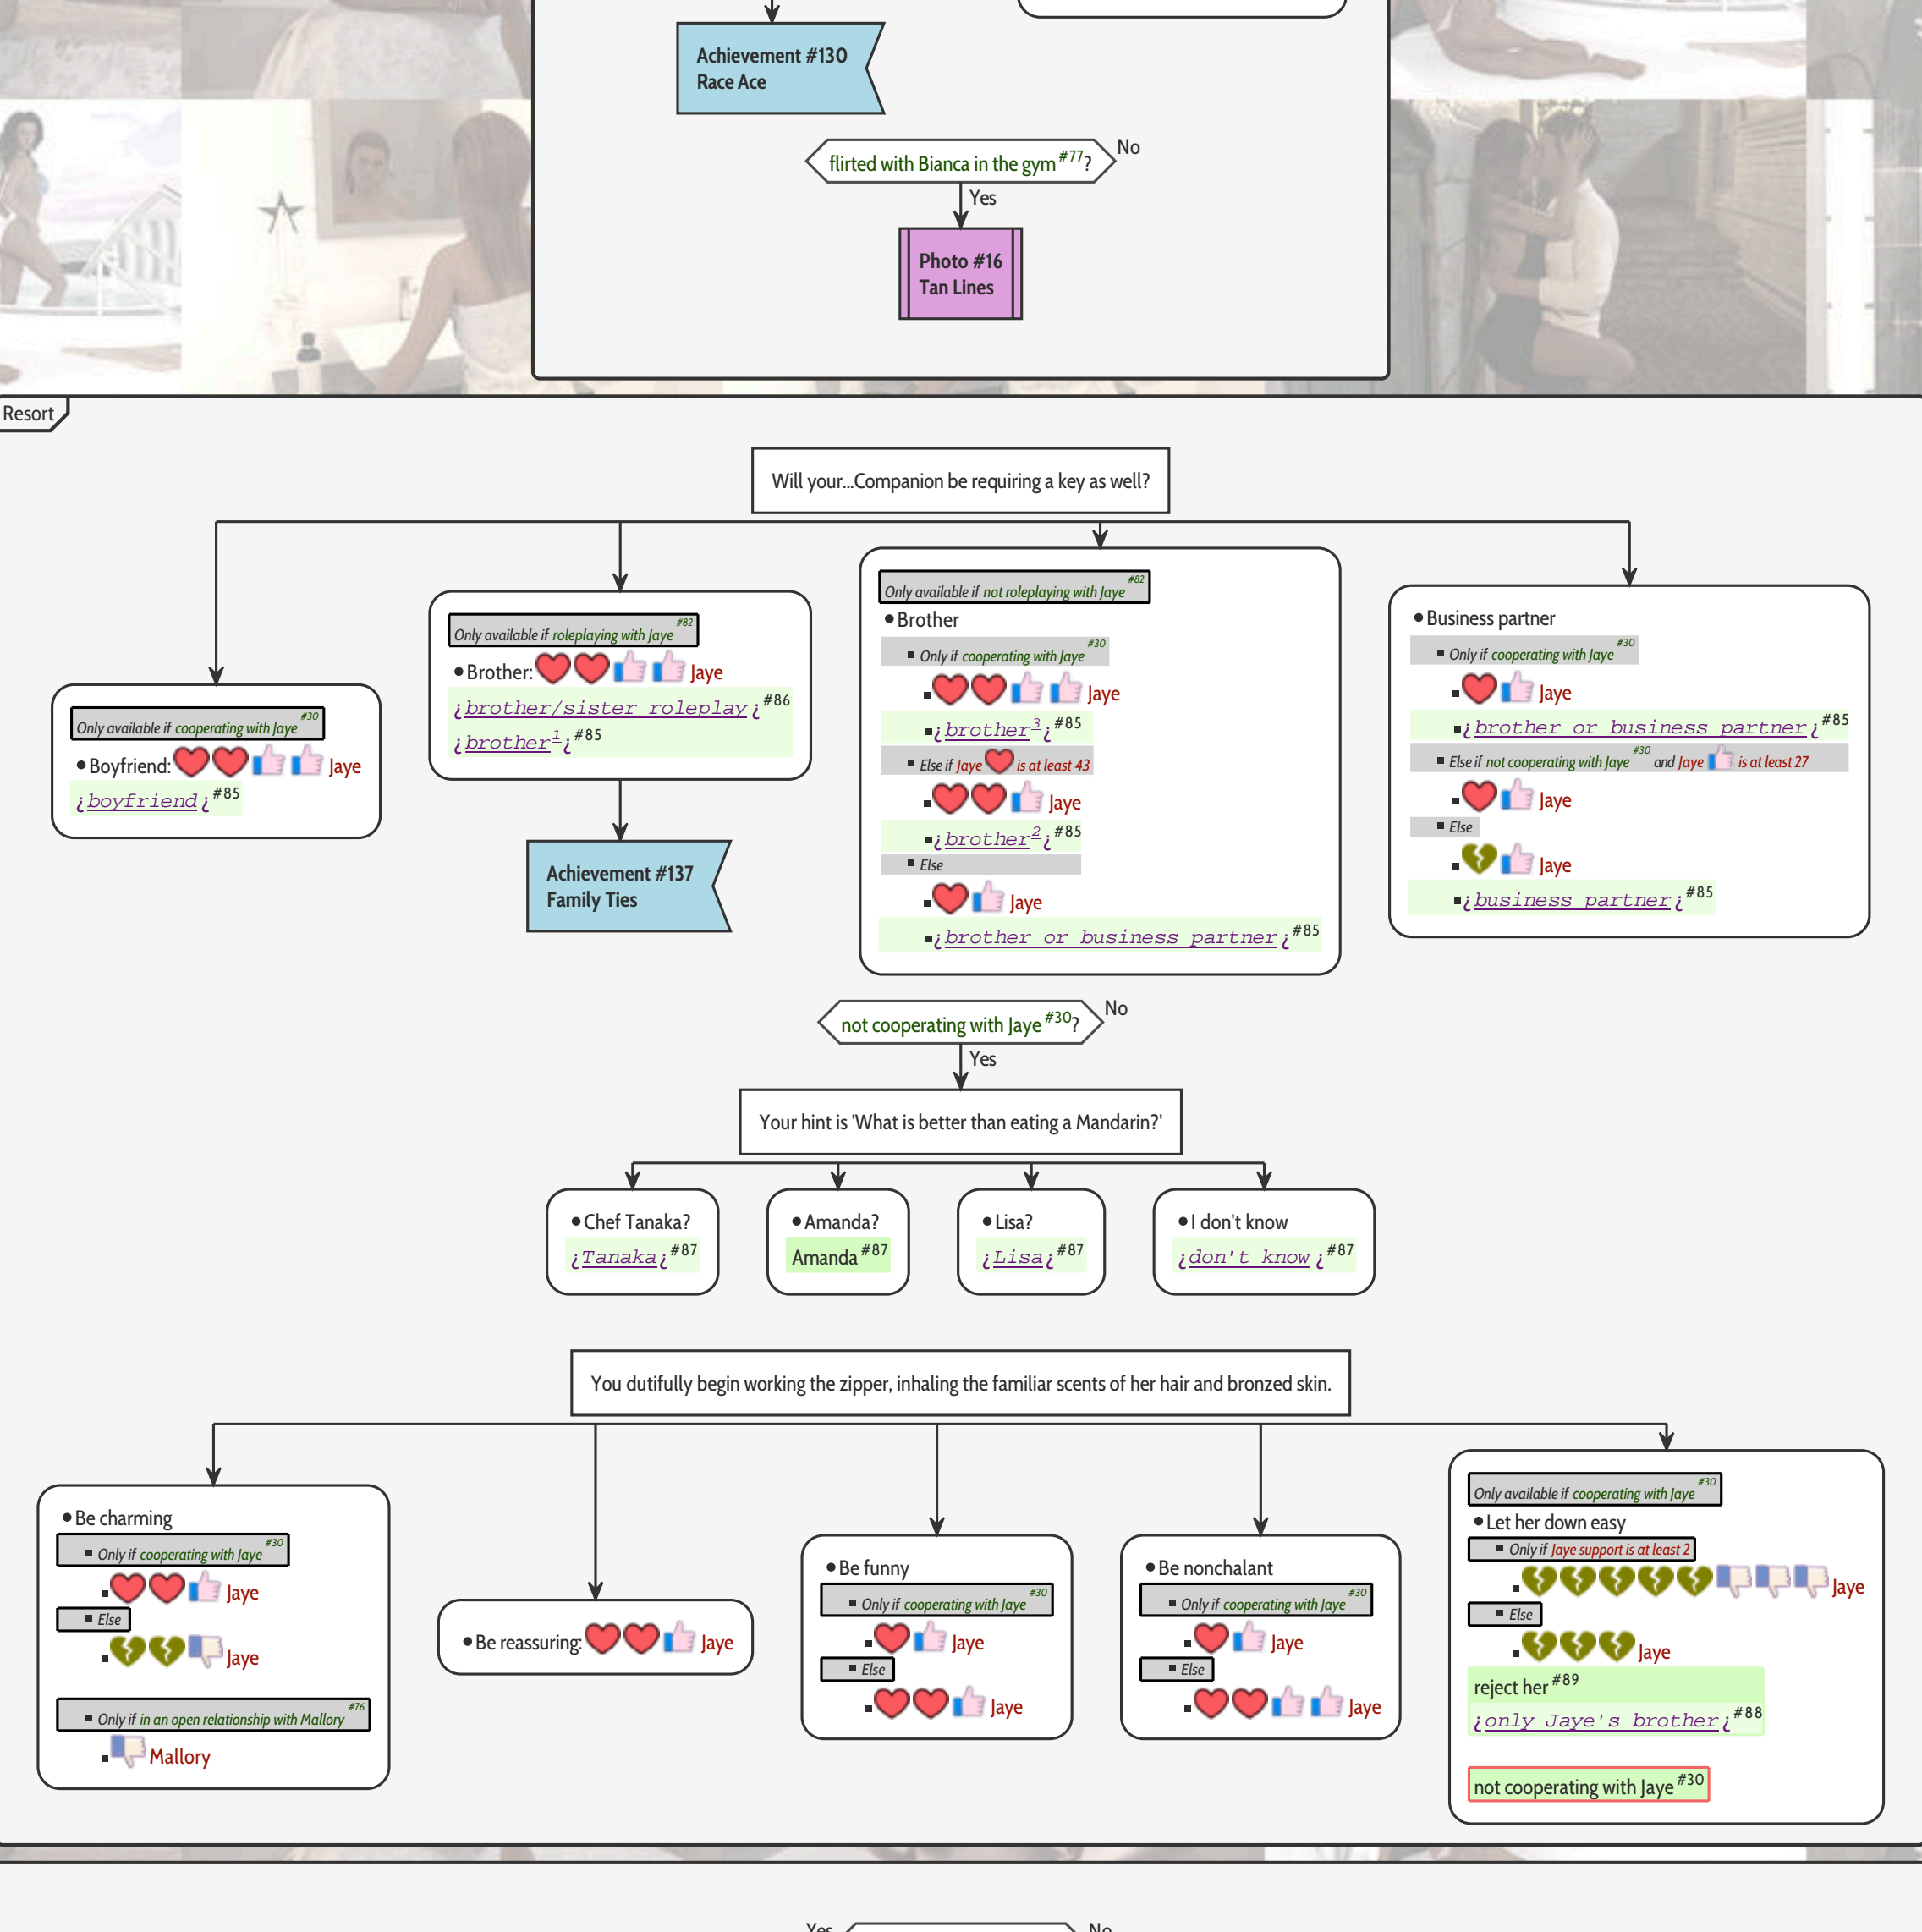 Achievement #130
Race Ace
flirted with Bianca in the gym #77?
No
Yes
Photo #16
Tan Lines
Resort
Will your...Companion be requiring a key as well?
Only available if cooperating with Jaye #30
• Boyfriend: Jaye
¿boyfriend¿ #85
Only available if roleplaying with Jaye #82
• Brother: Jaye
¿brother/sister roleplay¿ #86
¿brother1¿ #85
Achievement #137
Family Ties
Only available if not roleplaying with Jaye #82
• Brother
▪ Only if cooperating with Jaye #30
▪ Jaye
▪ ¿brother3¿ #85
▪ Else if Jaye is at least 43
▪ Jaye
▪ ¿brother2¿ #85
▪ Else
▪ Jaye
▪ ¿brother or business partner¿ #85
• Business partner
▪ Only if cooperating with Jaye #30
▪ Jaye
▪ ¿brother or business partner¿ #85
▪ Else if not cooperating with Jaye #30 and Jaye is at least 27
▪ Jaye
▪ Else
▪ Jaye
▪ ¿business partner¿ #85
not cooperating with Jaye #30?
No
Yes
Your hint is 'What is better than eating a Mandarin?'
• Chef Tanaka?
¿Tanaka¿ #87
• Amanda?
Amanda #87
• Lisa?
¿Lisa¿ #87
• I don't know
¿don't know¿ #87
You dutifully begin working the zipper, inhaling the familiar scents of her hair and bronzed skin.
• Be charming
▪ Only if cooperating with Jaye #30
▪ Jaye
▪ Else
▪ Jaye
▪ Only if in an open relationship with Mallory #76
▪ Mallory
• Be reassuring: Jaye
• Be funny
▪ Only if cooperating with Jaye #30
▪ Jaye
▪ Else
▪ Jaye
• Be nonchalant
▪ Only if cooperating with Jaye #30
▪ Jaye
▪ Else
▪ Jaye
Only available if cooperating with Jaye #30
• Let her down easy
▪ Only if Jaye support is at least 2
▪ Jaye
▪ Else
▪ Jaye
reject her #89
¿only Jaye's brother¿ #88
not cooperating with Jaye #30
Yes
No